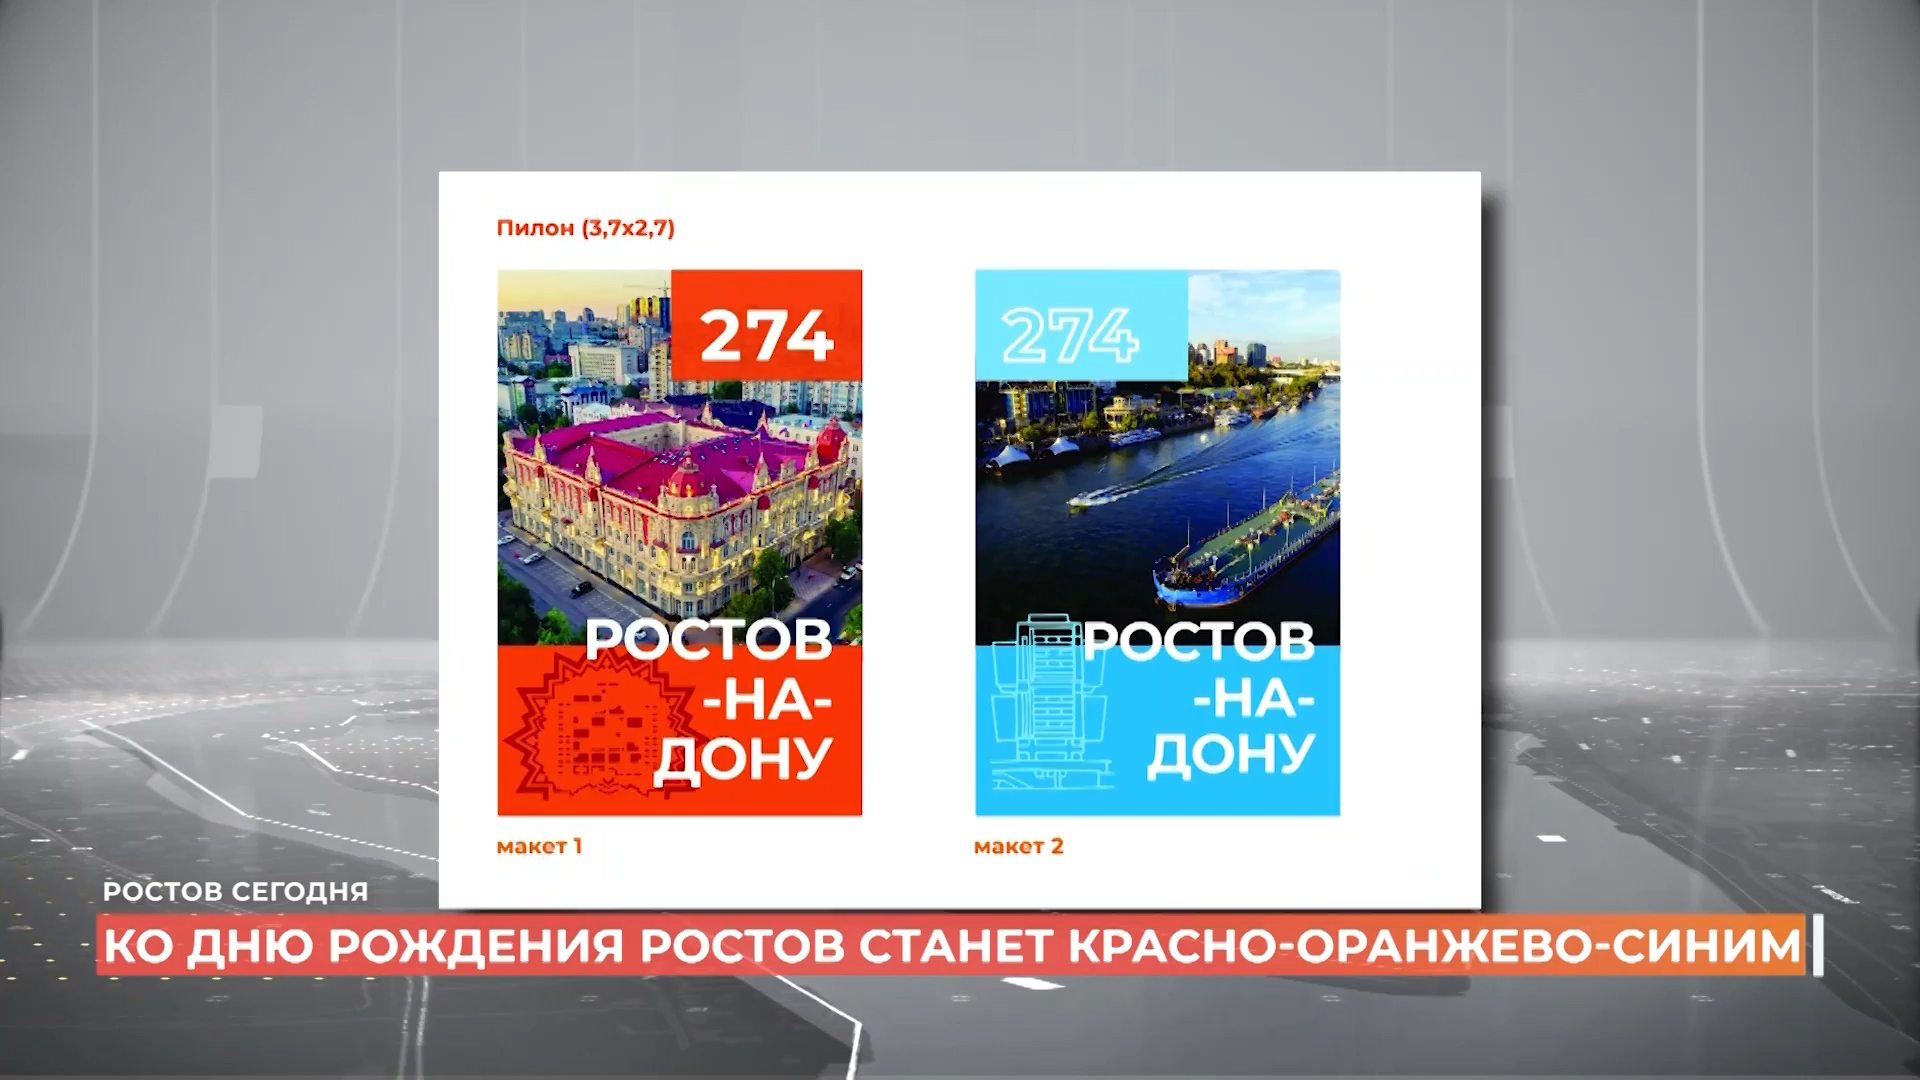 Пилон (3,7х2,7)
274
РОСТОВ
-НА-
ДОНУ
макет 1
274
РОСТОВ
-НА-
ДОНУ
макет 2
РОСТОВ СЕГОДНЯ
КО ДНЮ РОЖДЕНИЯ РОСТОВ СТАНЕТ КРАСНО-ОРАНЖЕВО-СИНИМ